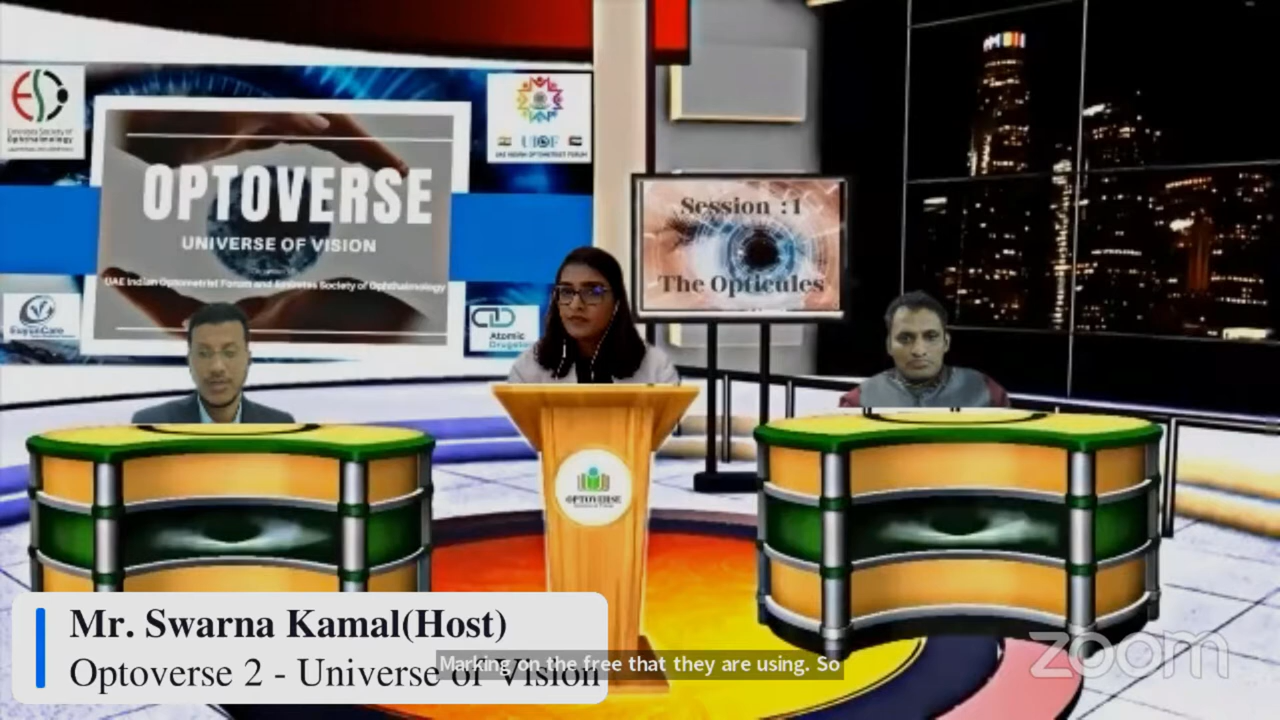 Emirates Society of
Ophthalmology
OPTOVERSE
UNIVERSE OF VISION
UAE Indian Optometrist Forum and Emirates Society of Ophthalmology
UIOF
UAE INDIAN OPTOMETRIST FORUM
Session :1
The Opticules
Atomic
OPTOVERSE
Mr. Swarna Kamal(Host)
Optoverse 2 - Universe of Vision
Marking on the free that they are using. So
zoom